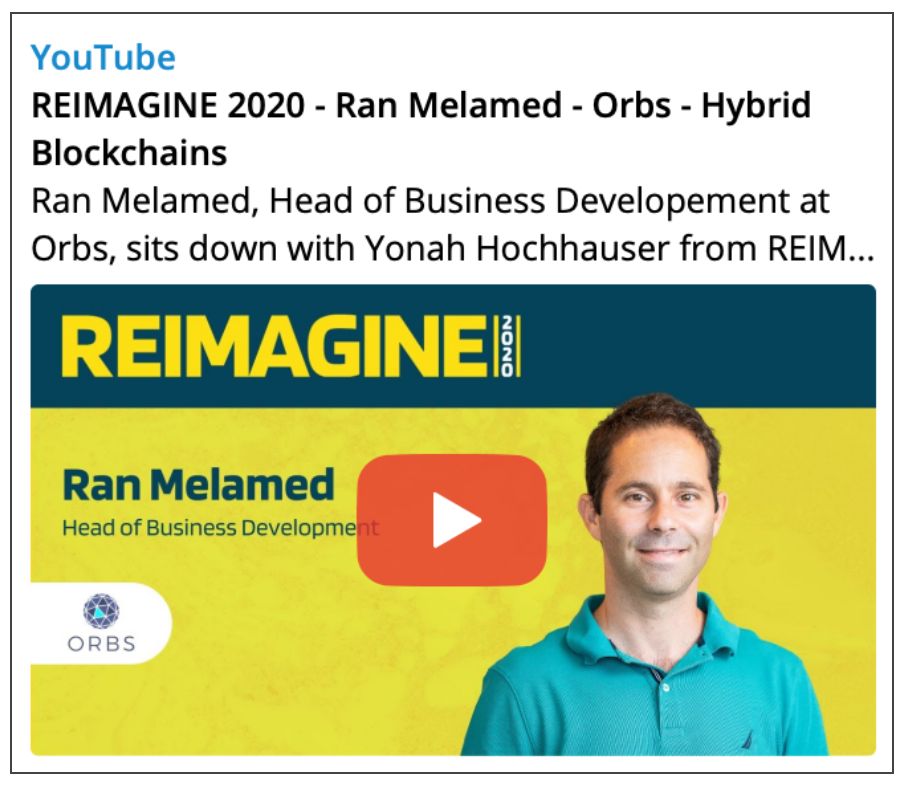 YouTube
REIMAGINE 2020 - Ran Melamed - Orbs - Hybrid
Blockchains
Ran Melamed, Head of Business Developement at
Orbs, sits down with Yonah Hochhauser from REIM...
REIMAGINE 2020
Ran Melamed
Head of Business Development
ORBS